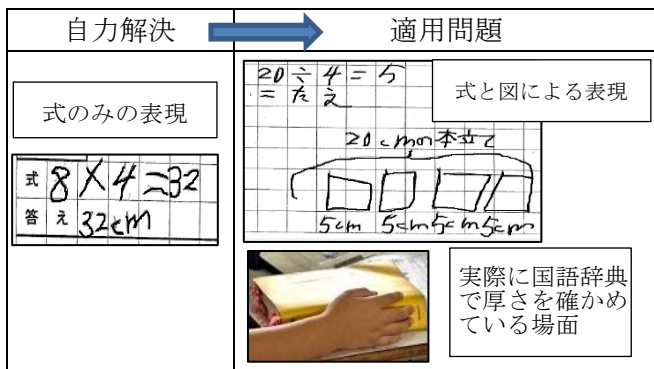 自力解決
適用問題
式のみの表現
式 8×4=32
答え 32cm
20÷4=5
=たえ
式と図による表現
20cmの本立て
5cm 5cm 5cm 5cm
実際に国語辞典
で厚さを確かめ
ている場面